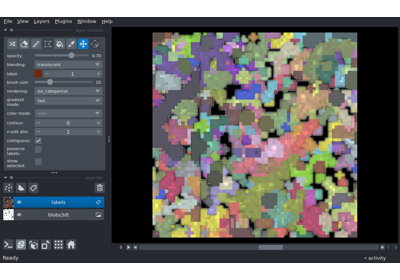 File View Layers Plugins Window Help
opacity: 0.70
blending: translucent
label: 1
brush size: 10
rendering: iso_categorical
gradient
mode: fast
color mode:
contour: 0
n edit dim: 2
contiguous:
preserve
labels:
show
selected:
labels
blobs3dt
0
Ready
activity